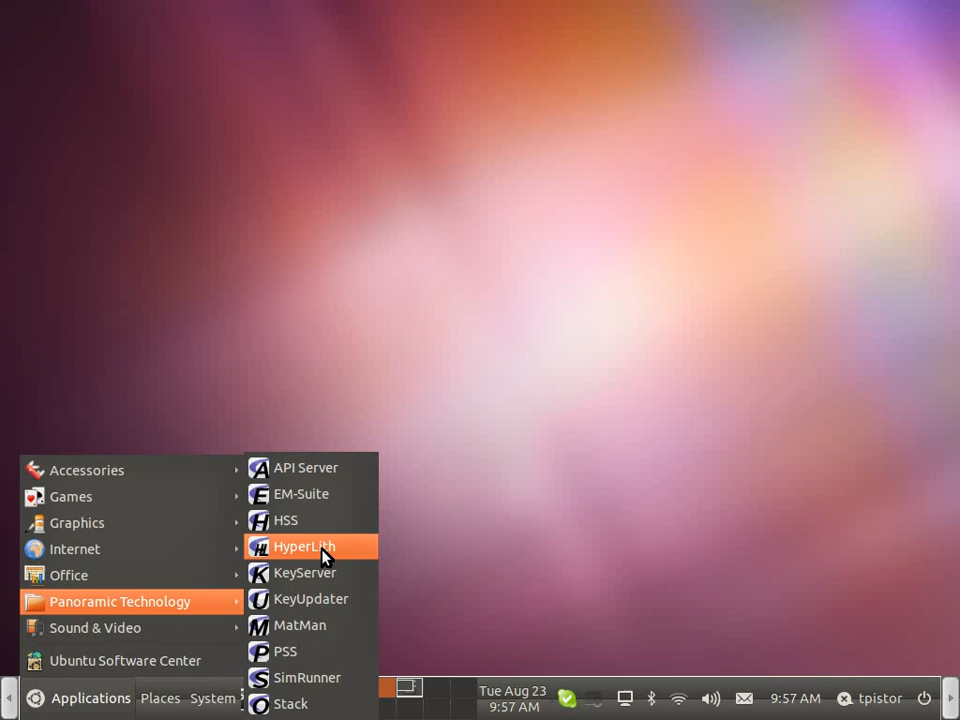 Accessories
Games
Graphics
Internet
Office
Panoramic Technology
Sound & Video
Ubuntu Software Center
API Server
EM-Suite
HSS
HyperLith
KeyServer
KeyUpdater
MatMan
PSS
SimRunner
Stack
Applications Places System
Tue Aug 23
9:57 AM
9:57 AM
tpistor